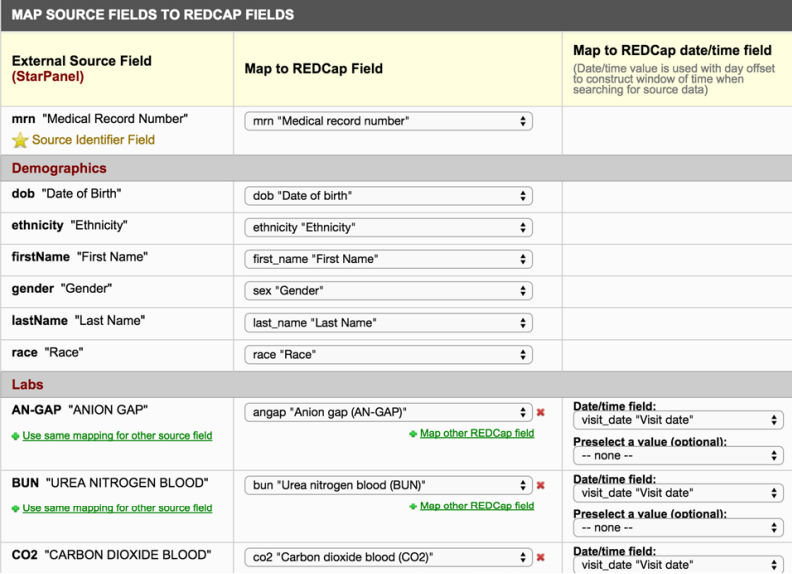 MAP SOURCE FIELDS TO REDCAP FIELDS
External Source Field
(StarPanel)
Map to REDCap Field
Map to REDCap date/time field
(Date/time value is used with day offset
to construct window of time when
searching for source data)
mrn "Medical Record Number"
Source Identifier Field
mrn "Medical record number"
Demographics
dob "Date of Birth"
dob "Date of birth"
ethnicity "Ethnicity"
ethnicity "Ethnicity"
firstName "First Name"
first_name "First Name"
gender "Gender"
sex "Gender"
lastName "Last Name"
last_name "Last Name"
race "Race"
race "Race"
Labs
AN-GAP "ANION GAP"
Use same mapping for other source field
angap "Anion gap (AN-GAP)"
Map other REDCap field
Date/time field:
visit_date "Visit date"
Preselect a value (optional):
-- none --
BUN "UREA NITROGEN BLOOD"
Use same mapping for other source field
bun "Urea nitrogen blood (BUN)"
Map other REDCap field
Date/time field:
visit_date "Visit date"
Preselect a value (optional):
-- none --
CO2 "CARBON DIOXIDE BLOOD"
co2 "Carbon dioxide blood (CO2)"
Date/time field:
visit_date "Visit date"